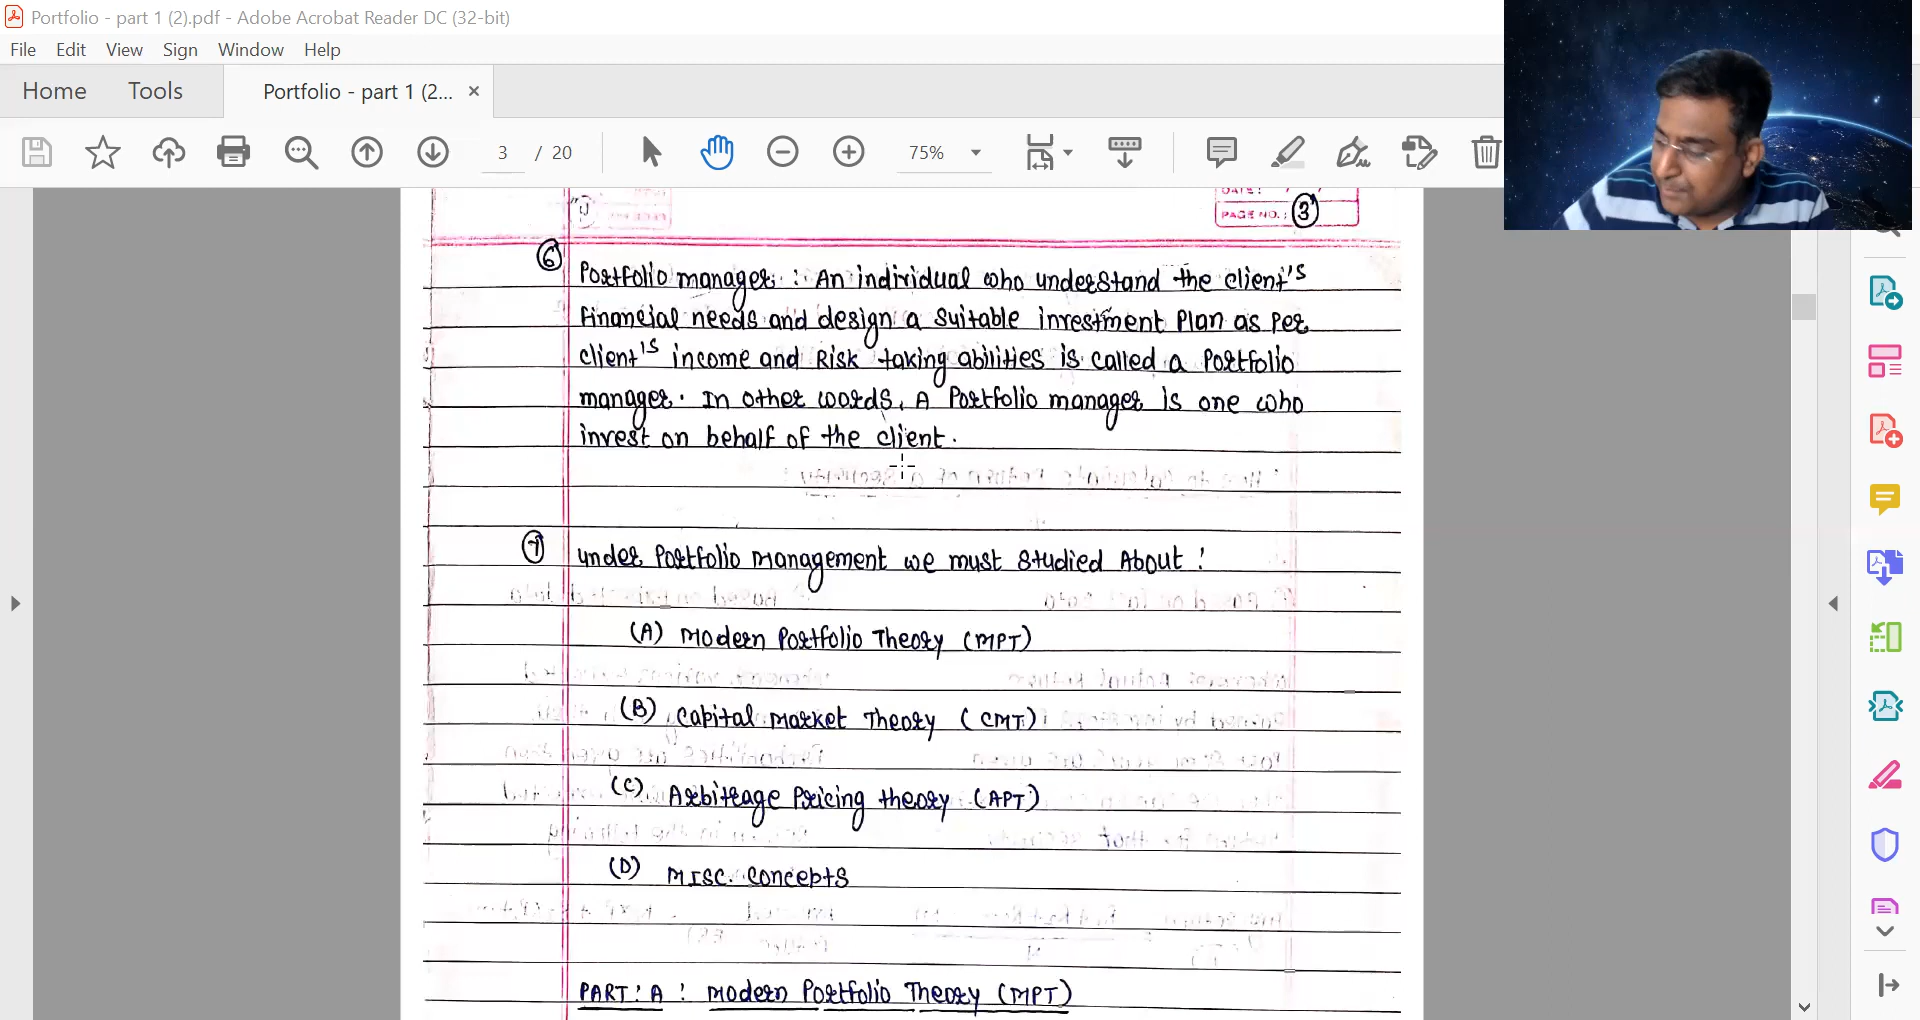 Portfolio - part 1 (2).pdf - Adobe Acrobat Reader DC (32-bit)
File Edit View Sign Window Help
Home Tools Portfolio - part 1 (2... ×
3 / 20 75%
DATE: / /
PAGE NO.: 3
6 Portfolio manager : An individual who understand the client's
Financial needs and design a suitable investment Plan as Per
client's income and Risk taking abilities is called a Portfolio
manager. In other words, A Portfolio manager is one who
invest on behalf of the client.
7 under Portfolio management we must studied About :
(A) Modern Portfolio Theory (MPT)
(B) Capital Market Theory (CMT)
(C) Arbitrage Pricing theory (APT)
(D) MISC. Concepts
PART : A : Modern Portfolio Theory (MPT)